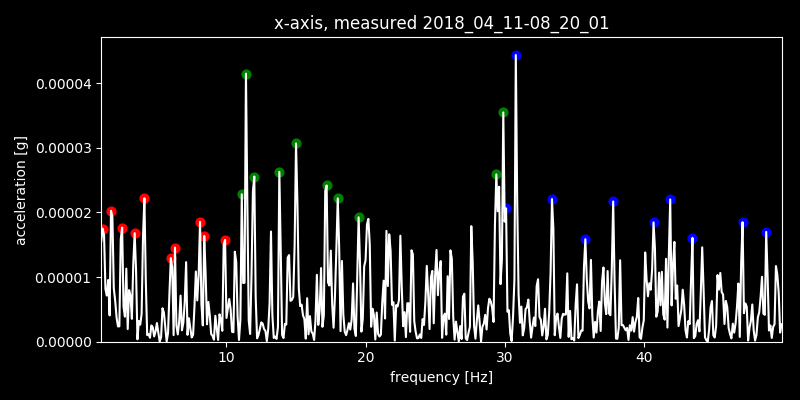 x-axis, measured 2018_04_11-08_20_01
acceleration [g]
0.00004
0.00003
0.00002
0.00001
0.00000
10 20 30 40
frequency [Hz]